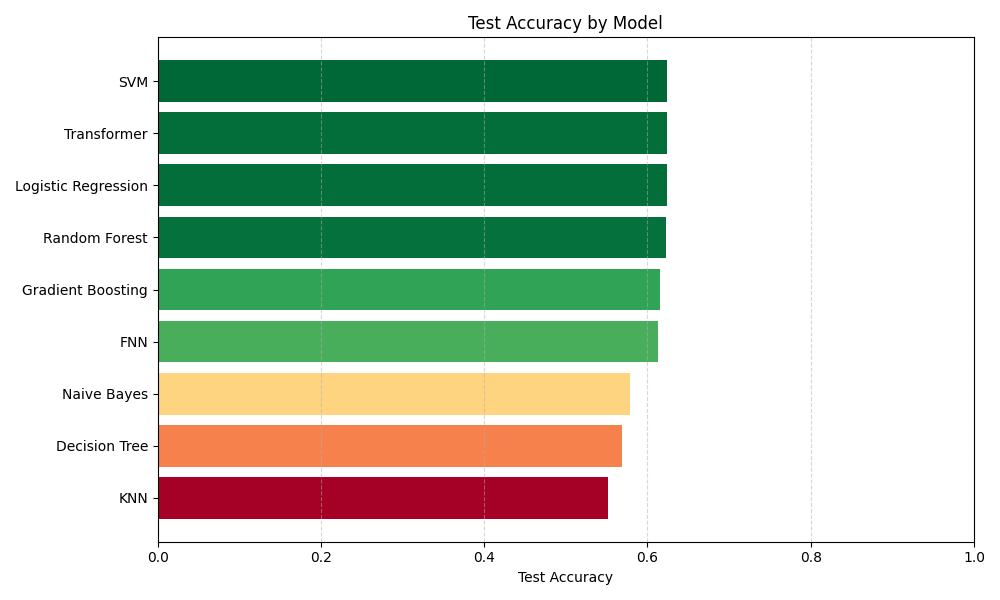 Test Accuracy by Model
SVM
Transformer
Logistic Regression
Random Forest
Gradient Boosting
FNN
Naive Bayes
Decision Tree
KNN
0.0 0.2 0.4 0.6 0.8 1.0
Test Accuracy